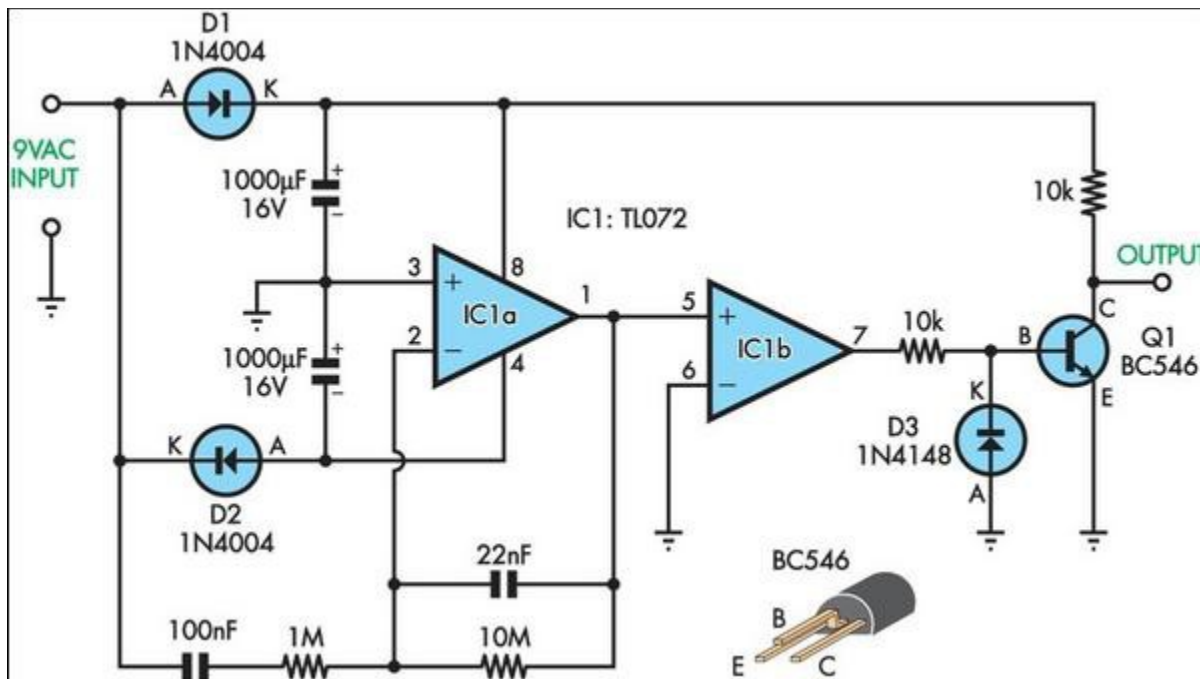 D1
1N4004
A
K
9VAC
INPUT
1000µF
16V
+
−
10k
IC1: TL072
OUTPUT
3
+
8
IC1a
1
2
−
4
1000µF
16V
+
−
5
+
IC1b
7
6
−
10k
B
C
Q1
BC546
E
K
D3
1N4148
A
K
A
D2
1N4004
22nF
100nF
1M
10M
BC546
B
E
C